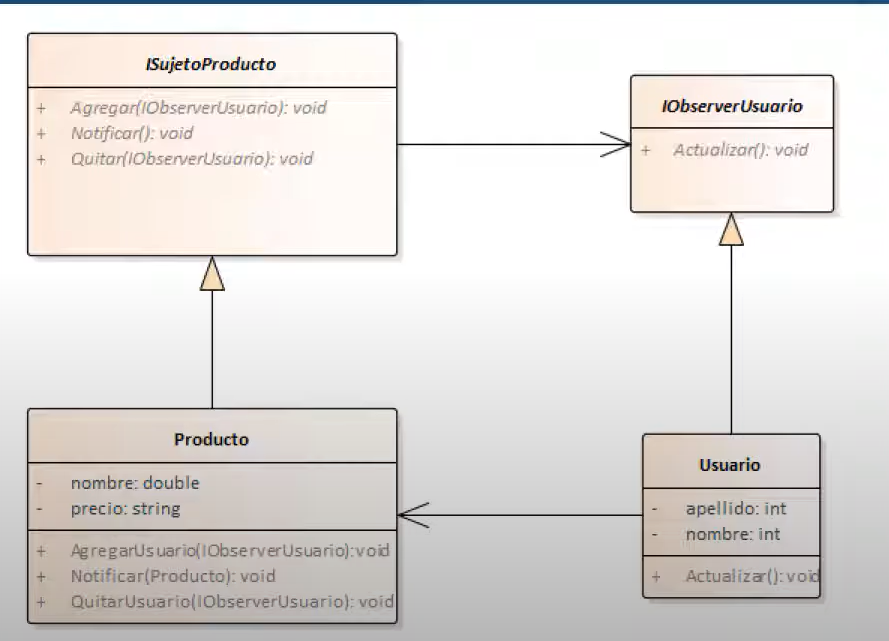 ISujetoProducto
+ Agregar(IObserverUsuario): void
+ Notificar(): void
+ Quitar(IObserverUsuario): void
IObserverUsuario
+ Actualizar(): void
Producto
- nombre: double
- precio: string
+ AgregarUsuario(IObserverUsuario):void
+ Notificar(Producto): void
+ QuitarUsuario(IObserverUsuario): void
Usuario
- apellido: int
- nombre: int
+ Actualizar():void